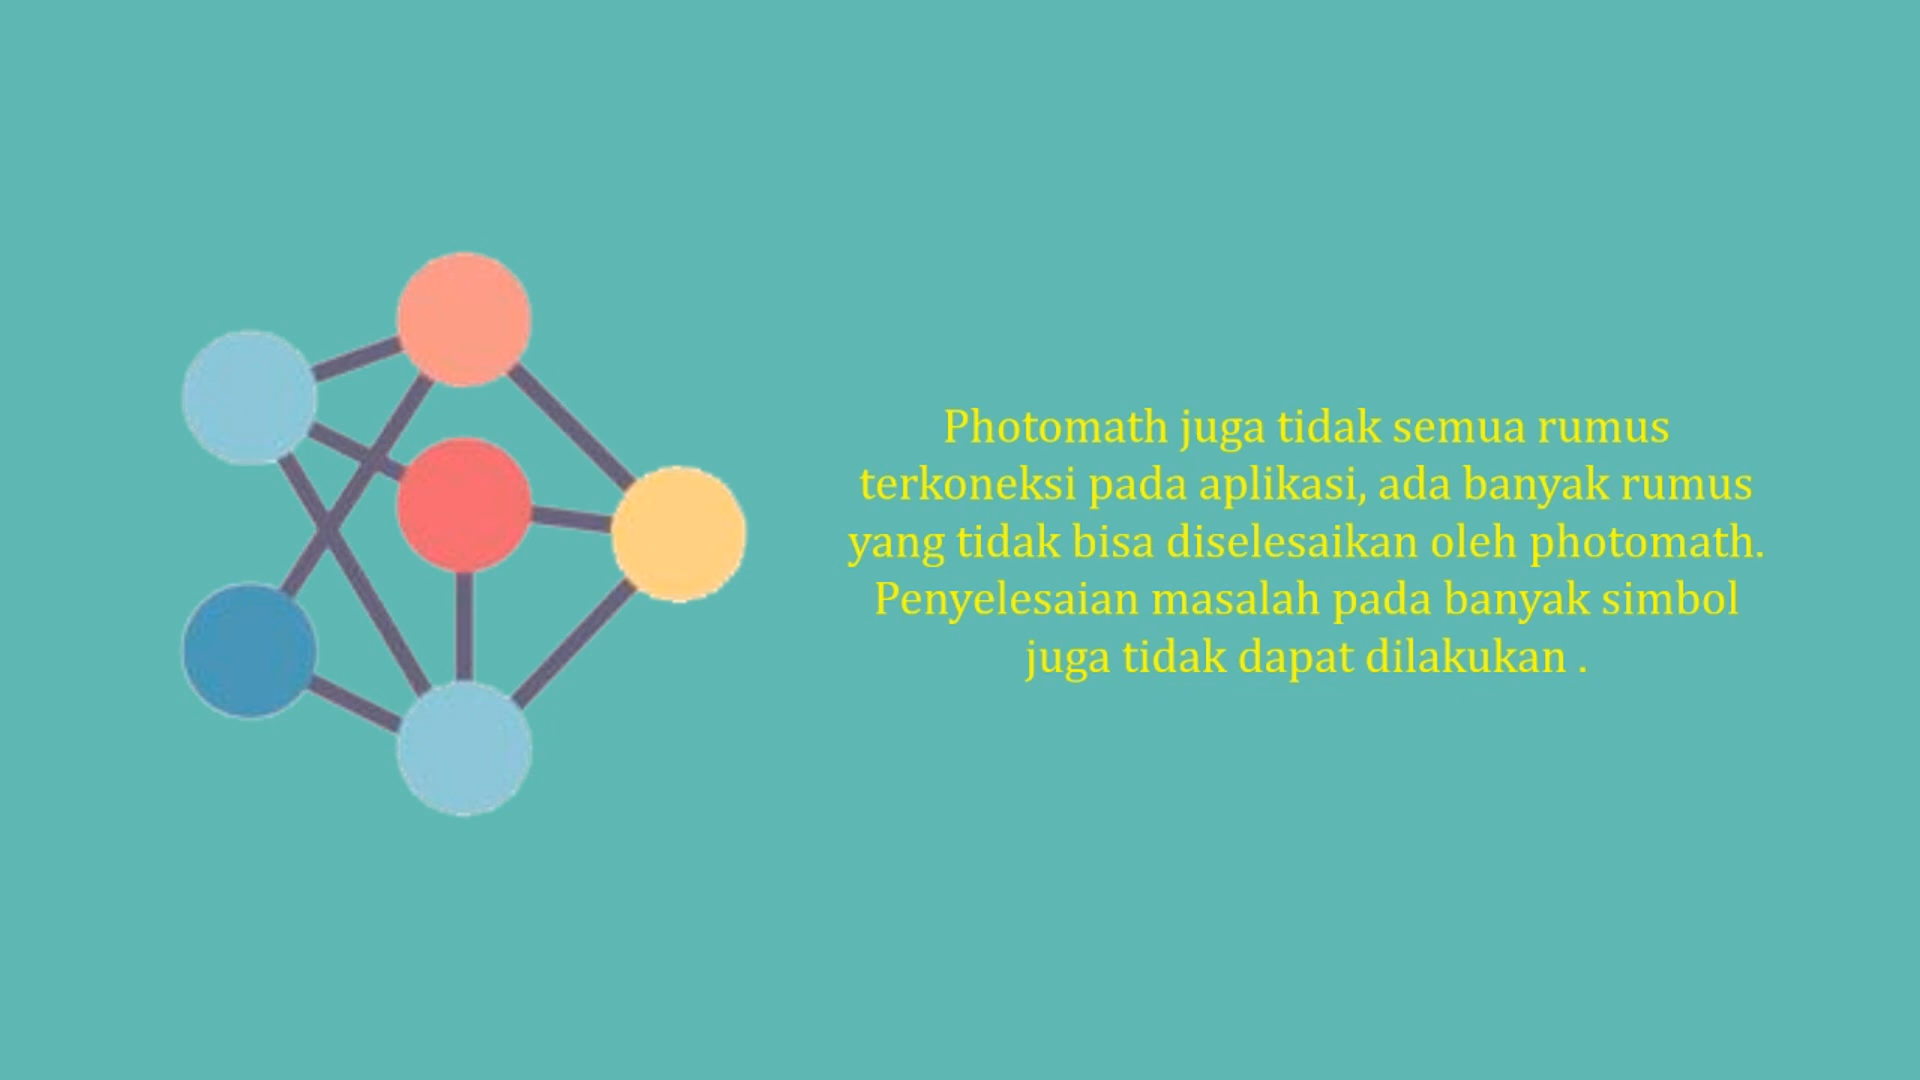 Photomath juga tidak semua rumus
terkoneksi pada aplikasi, ada banyak rumus
yang tidak bisa diselesaikan oleh photomath.
Penyelesaian masalah pada banyak simbol
juga tidak dapat dilakukan .